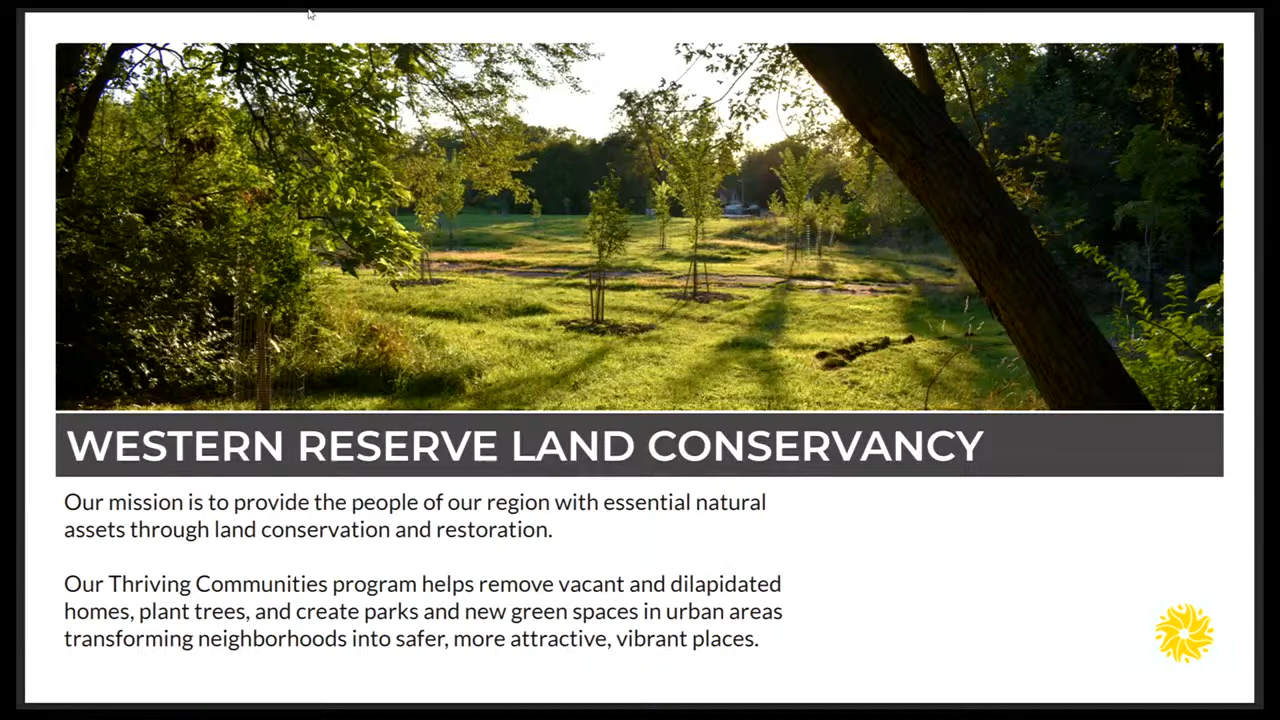 WESTERN RESERVE LAND CONSERVANCY
Our mission is to provide the people of our region with essential natural
assets through land conservation and restoration.
Our Thriving Communities program helps remove vacant and dilapidated
homes, plant trees, and create parks and new green spaces in urban areas
transforming neighborhoods into safer, more attractive, vibrant places.